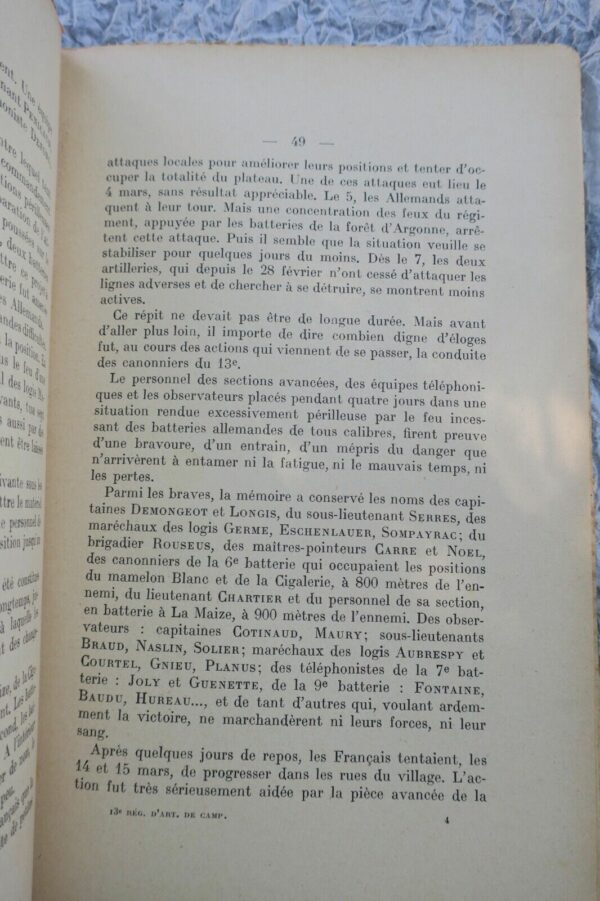 ent. Une
— 49 —
attaques locales pour améliorer leurs positions et tenter d'oc-
cuper la totalité du plateau. Une de ces attaques eut lieu le
4 mars, sans résultat appréciable. Le 5, les Allemands atta-
quent à leur tour. Mais une concentration des feux du régi-
ment, appuyée par les batteries de la forêt d'Argonne, arrê-
tent cette attaque. Puis il semble que la situation veuille se
stabiliser pour quelques jours du moins. Dès le 7, les deux
artilleries, qui depuis le 28 février n'ont cessé d'attaquer les
lignes adverses et de chercher à se détruire, se montrent moins
actives.
Ce répit ne devait pas être de longue durée. Mais avant
d'aller plus loin, il importe de dire combien digne d'éloges
fut, au cours des actions qui viennent de se passer, la conduite
des canonniers du 13e.
Le personnel des sections avancées, des équipes téléphoni-
ques et les observateurs placés pendant quatre jours dans une
situation rendue excessivement périlleuse par le feu inces-
sant des batteries allemandes de tous calibres, firent preuve
d'une bravoure, d'un entrain, d'un mépris du danger que
n'arrivèrent à entamer ni la fatigue, ni le mauvais temps, ni
les pertes.
Parmi les braves, la mémoire a conservé les noms des capi-
taines DEMONGEOT et LONGIS, du sous-lieutenant SERRES, des
maréchaux des logis GERME, ESCHENLAUER, SOMPAYRAC; du
brigadier ROUSEUS, des maîtres-pointeurs CARRE et NOEL,
des canonniers de la 6e batterie qui occupaient les positions
du mamelon Blanc et de la Cigalerie, à 800 mètres de l'en-
nemi, du lieutenant CHARTIER et du personnel de sa section,
en batterie à La Maize, à 900 mètres de l'ennemi. Des obser-
vateurs : capitaines COTINAUD, MAURY; sous-lieutenants
BRAUD, NASLIN, SOLIER; maréchaux des logis AUBRESPY et
COURTEL, GNIEU, PLANUS; des téléphonistes de la 7e bat-
terie : JOLY et GUENETTE, de la 9e batterie : FONTAINE,
BAUDU, HUREAU..., et de tant d'autres qui, voulant ardem-
ment la victoire, ne marchandèrent ni leurs forces, ni leur
sang.
Après quelques jours de repos, les Français tentaient, les
14 et 15 mars, de progresser dans les rues du village. L'ac-
tion fut très sérieusement aidée par la pièce avancée de la
13e RÉG. D'ART. DE CAMP. 4